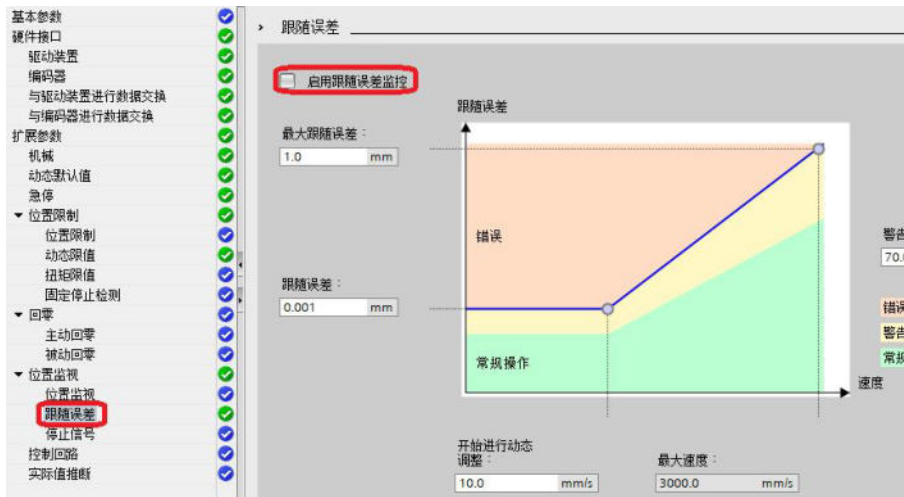 基本参数
硬件接口
驱动装置
编码器
与驱动装置进行数据交换
与编码器进行数据交换
扩展参数
机械
动态默认值
急停
位置限制
位置限制
动态限值
扭矩限值
固定停止检测
回零
主动回零
被动回零
位置监视
位置监视
跟随误差
停止信号
控制回路
实际值推断
跟随误差
启用跟随误差监控
跟随误差
最大跟随误差：
1.0 mm
错误
跟随误差：
0.001 mm
常规操作
速度
警告
70.
错误
警告
常规
开始进行动态
调整：
10.0 mm/s
最大速度：
3000.0 mm/s